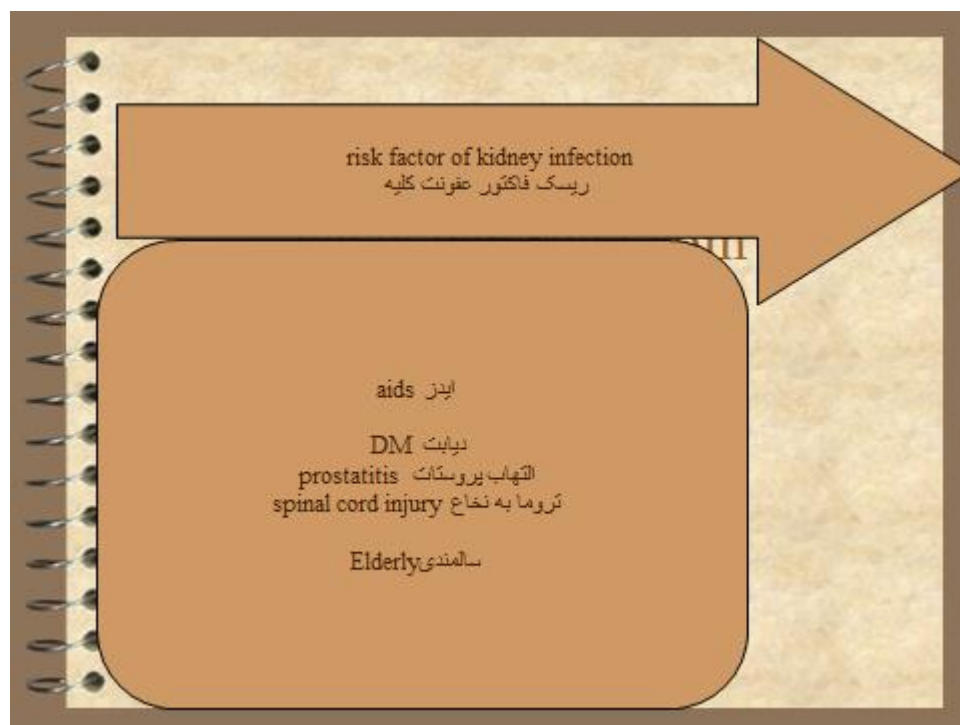 risk factor of kidney infection
ریسک فاکتور عفونت کلیه
aids ایدز
DM دیابت
prostatitis التهاب پروستات
spinal cord injury تروما به نخاع
Elderlyسالمندی